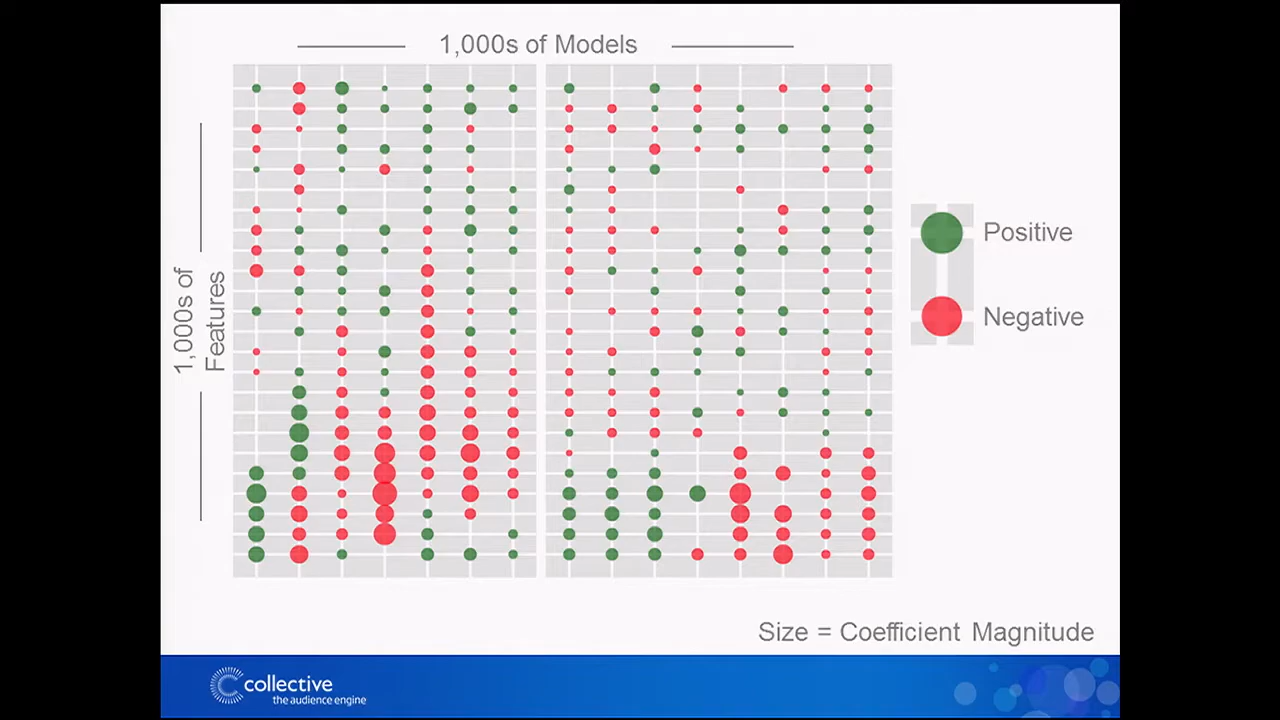 1,000s of Models
1,000s of
Features
Positive
Negative
Size = Coefficient Magnitude
collective
the audience engine